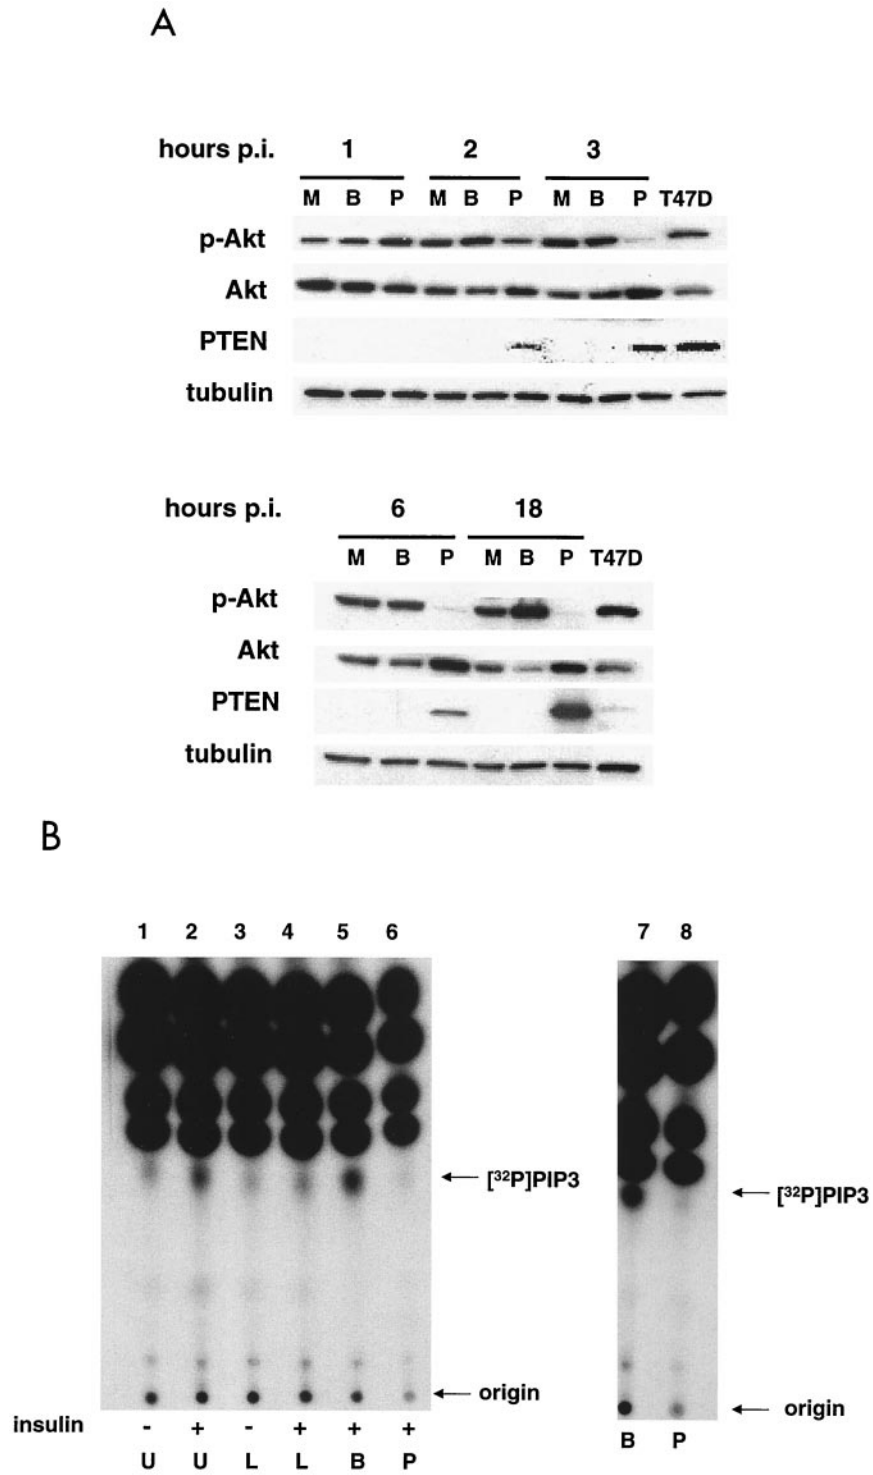 A
hours p.i. 1 2 3
M B P M B P M B P T47D
p-Akt
Akt
PTEN
tubulin
hours p.i. 6 18
M B P M B P T47D
p-Akt
Akt
PTEN
tubulin
B
1 2 3 4 5 6 7 8
[³²P]PIP3
[³²P]PIP3
origin
origin
insulin - + - + + +
U U L L B P
B P